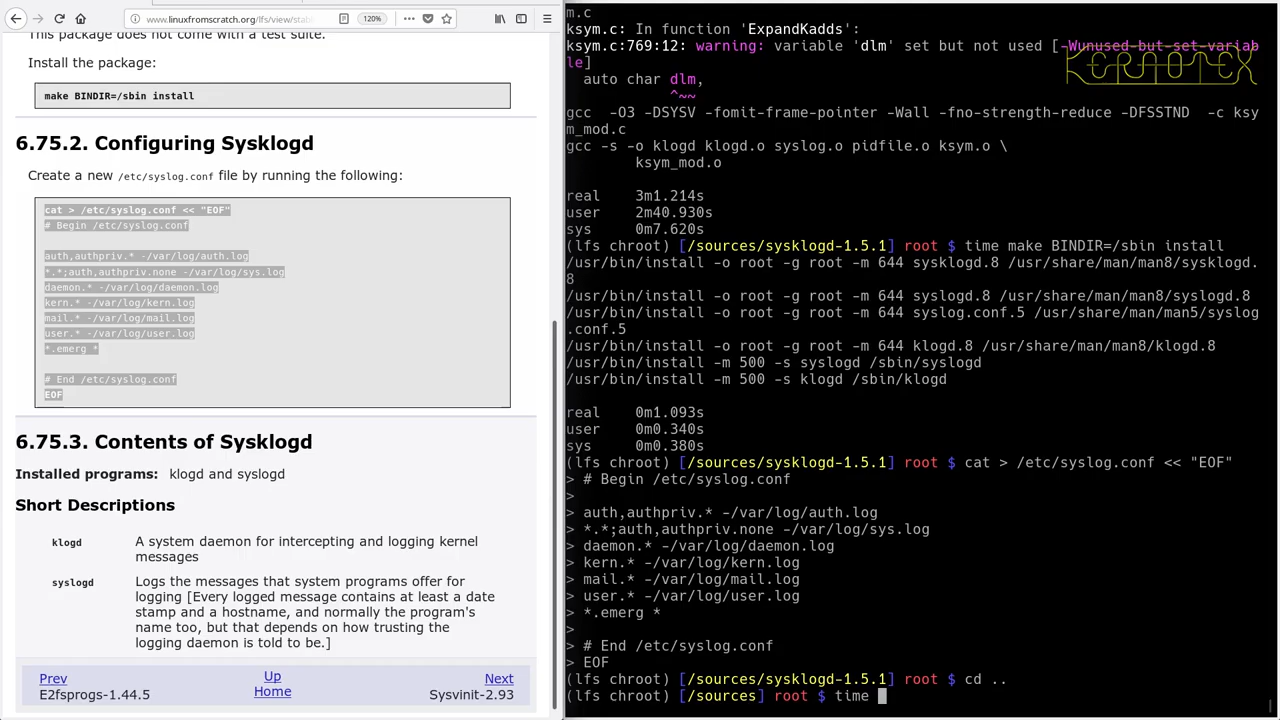 www.linuxfromscratch.org/lfs/view/stab
120%
This package does not come with a test suite.
Install the package:
make BINDIR=/sbin install
6.75.2. Configuring Sysklogd
Create a new /etc/syslog.conf file by running the following:
cat > /etc/syslog.conf << "EOF"
# Begin /etc/syslog.conf
auth,authpriv.* -/var/log/auth.log
*.*;auth,authpriv.none -/var/log/sys.log
daemon.* -/var/log/daemon.log
kern.* -/var/log/kern.log
mail.* -/var/log/mail.log
user.* -/var/log/user.log
*.emerg *
# End /etc/syslog.conf
EOF
6.75.3. Contents of Sysklogd
Installed programs: klogd and syslogd
Short Descriptions
klogd A system daemon for intercepting and logging kernel
messages
syslogd Logs the messages that system programs offer for
logging [Every logged message contains at least a date
stamp and a hostname, and normally the program's
name too, but that depends on how trusting the
logging daemon is told to be.]
Prev Up Next
E2fsprogs-1.44.5 Home Sysvinit-2.93
m.c
ksym.c: In function 'ExpandKadds':
ksym.c:769:12: warning: variable 'dlm' set but not used [-Wunused-but-set-variab
le]
auto char dlm,
^~~
KERNOTEX
gcc -O3 -DSYSV -fomit-frame-pointer -Wall -fno-strength-reduce -DFSSTND -c ksy
m_mod.c
gcc -s -o klogd klogd.o syslog.o pidfile.o ksym.o \
ksym_mod.o
real 3m1.214s
user 2m40.930s
sys 0m7.620s
(lfs chroot) [/sources/sysklogd-1.5.1] root $ time make BINDIR=/sbin install
/usr/bin/install -o root -g root -m 644 sysklogd.8 /usr/share/man/man8/sysklogd.
8
/usr/bin/install -o root -g root -m 644 syslogd.8 /usr/share/man/man8/syslogd.8
/usr/bin/install -o root -g root -m 644 syslog.conf.5 /usr/share/man/man5/syslog
.conf.5
/usr/bin/install -o root -g root -m 644 klogd.8 /usr/share/man/man8/klogd.8
/usr/bin/install -m 500 -s syslogd /sbin/syslogd
/usr/bin/install -m 500 -s klogd /sbin/klogd
real 0m1.093s
user 0m0.340s
sys 0m0.380s
(lfs chroot) [/sources/sysklogd-1.5.1] root $ cat > /etc/syslog.conf << "EOF"
> # Begin /etc/syslog.conf
>
> auth,authpriv.* -/var/log/auth.log
> *.*;auth,authpriv.none -/var/log/sys.log
> daemon.* -/var/log/daemon.log
> kern.* -/var/log/kern.log
> mail.* -/var/log/mail.log
> user.* -/var/log/user.log
> *.emerg *
>
> # End /etc/syslog.conf
> EOF
(lfs chroot) [/sources/sysklogd-1.5.1] root $ cd ..
(lfs chroot) [/sources] root $ time